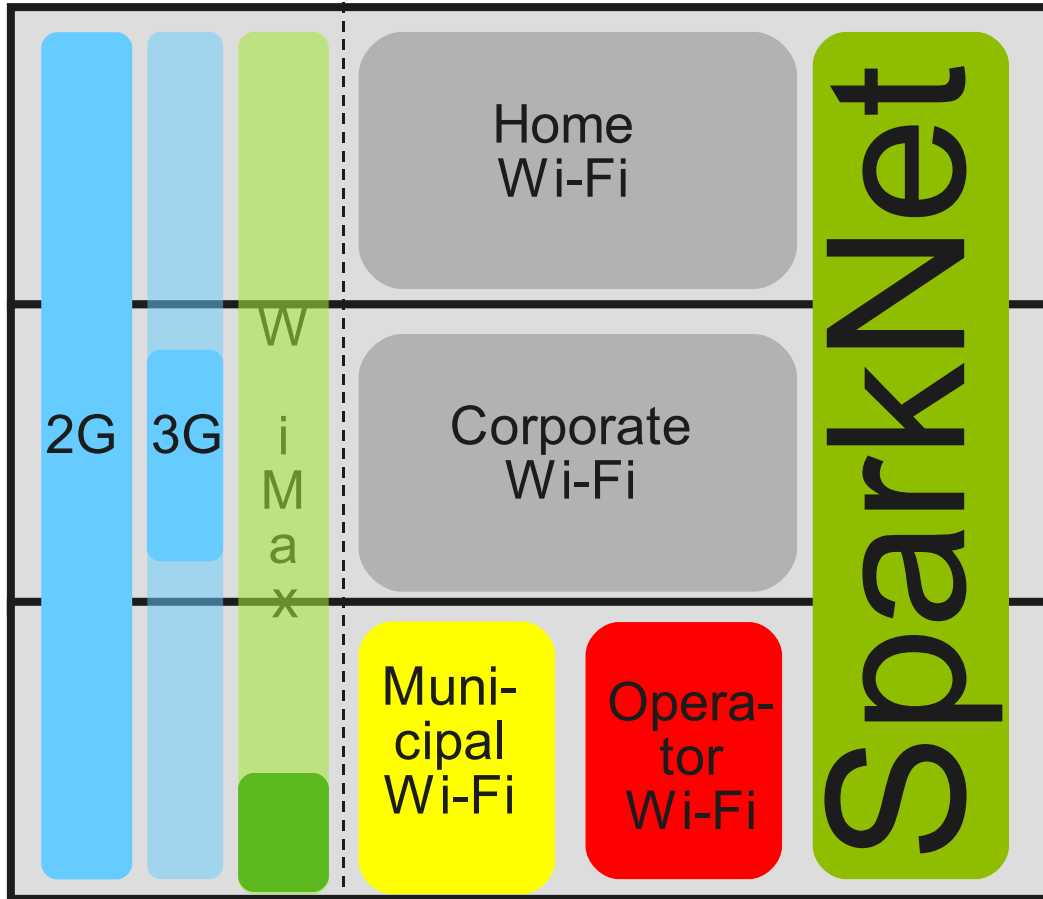 2G
3G
W
i
M
a
x
Home
Wi-Fi
Corporate
Wi-Fi
Muni-
cipal
Wi-Fi
Opera-
tor
Wi-Fi
SparkNet